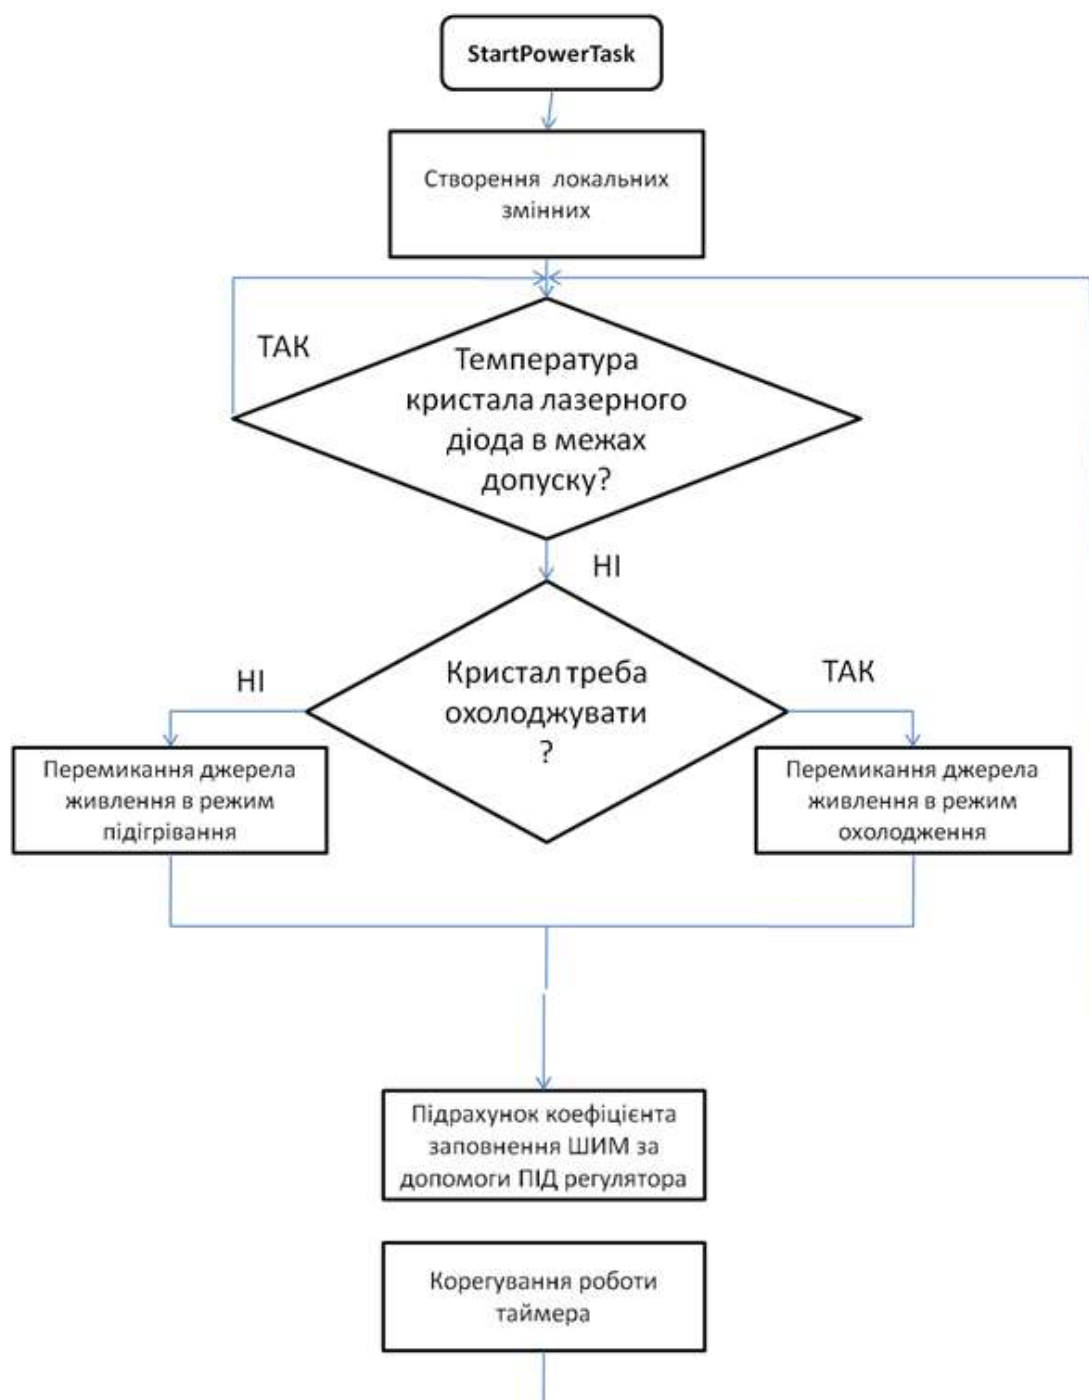 StartPowerTask
Створення локальних
змінних
ТАК
Температура
кристала лазерного
діода в межах
допуску?
НІ
Кристал треба
охолоджувати
?
НІ
ТАК
Перемикання джерела
живлення в режим
підігрівання
Перемикання джерела
живлення в режим
охолодження
Підрахунок коефіцієнта
заповнення ШИМ за
допомоги ПІД регулятора
Корегування роботи
таймера